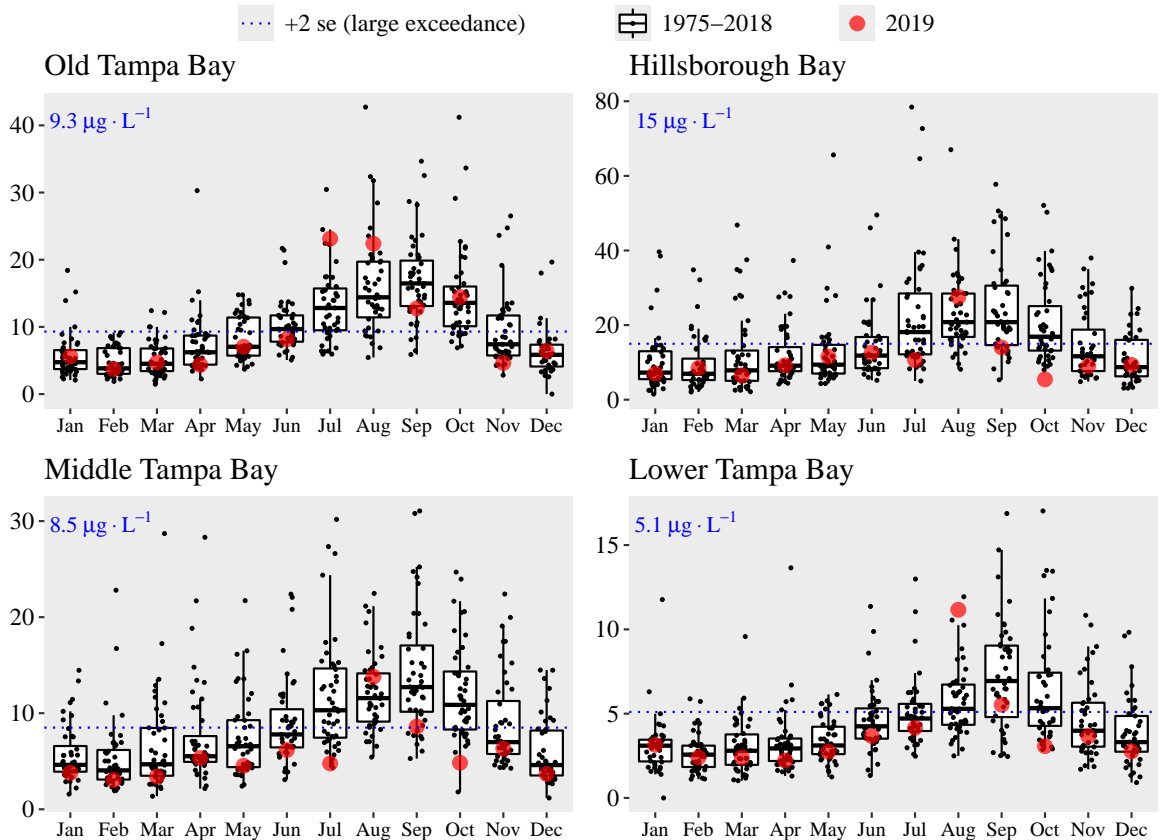 +2 se (large exceedance) 1975–2018 2019
Old Tampa Bay
9.3 μg · L⁻¹
40
30
20
10
0
Jan Feb Mar Apr May Jun Jul Aug Sep Oct Nov Dec
Hillsborough Bay
15 μg · L⁻¹
80
60
40
20
0
Jan Feb Mar Apr May Jun Jul Aug Sep Oct Nov Dec
Middle Tampa Bay
8.5 μg · L⁻¹
30
20
10
0
Jan Feb Mar Apr May Jun Jul Aug Sep Oct Nov Dec
Lower Tampa Bay
5.1 μg · L⁻¹
15
10
5
0
Jan Feb Mar Apr May Jun Jul Aug Sep Oct Nov Dec